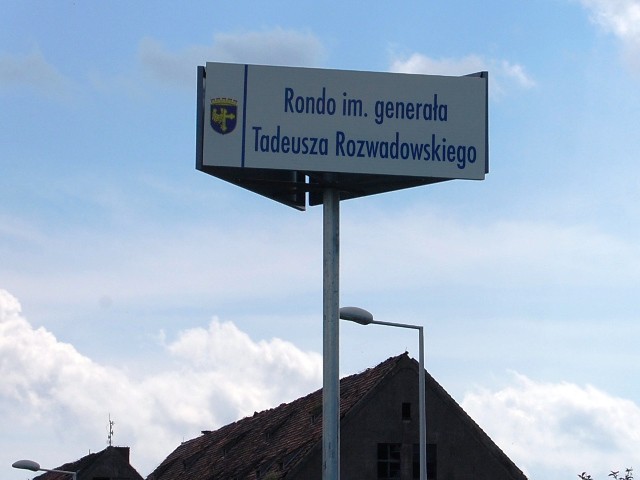 Rondo im. generała
Tadeusza Rozwadowskiego